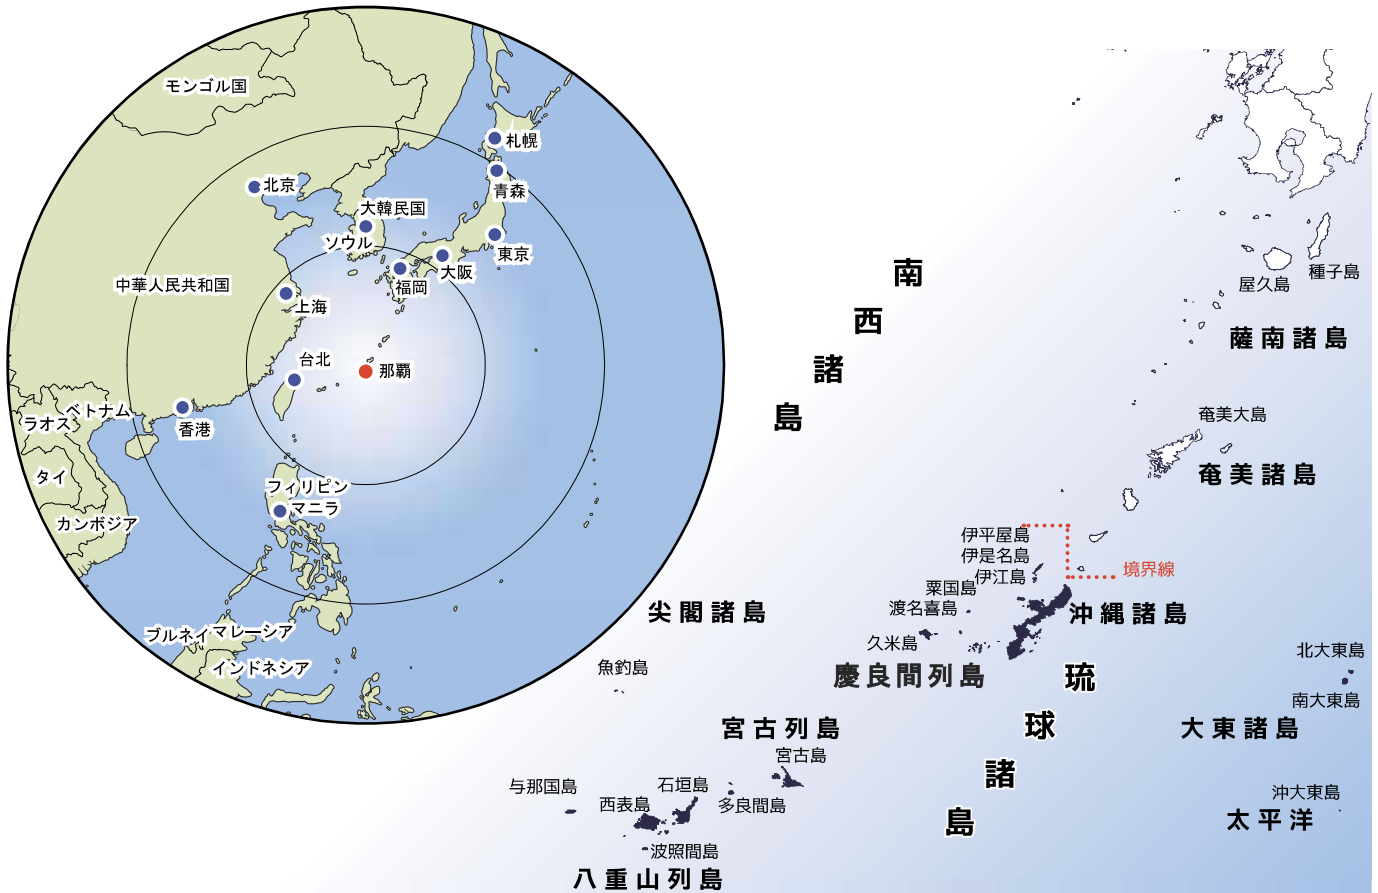 モンゴル国
札幌
北京
青森
大韓民国
ソウル
東京
大阪
中華人民共和国
福岡
上海
台北
那覇
ベトナム
ラオス
香港
タイ
フィリピン
マニラ
カンボジア
ブルネイ
マレーシア
インドネシア
南西諸島
種子島
屋久島
薩南諸島
奄美大島
奄美諸島
伊平屋島
伊是名島
伊江島
境界線
粟国島
渡名喜島
沖縄諸島
尖閣諸島
久米島
北大東島
魚釣島
慶良間列島
琉球諸島
南大東島
宮古列島
大東諸島
宮古島
与那国島
石垣島
西表島
多良間島
沖大東島
太平洋
波照間島
八重山列島